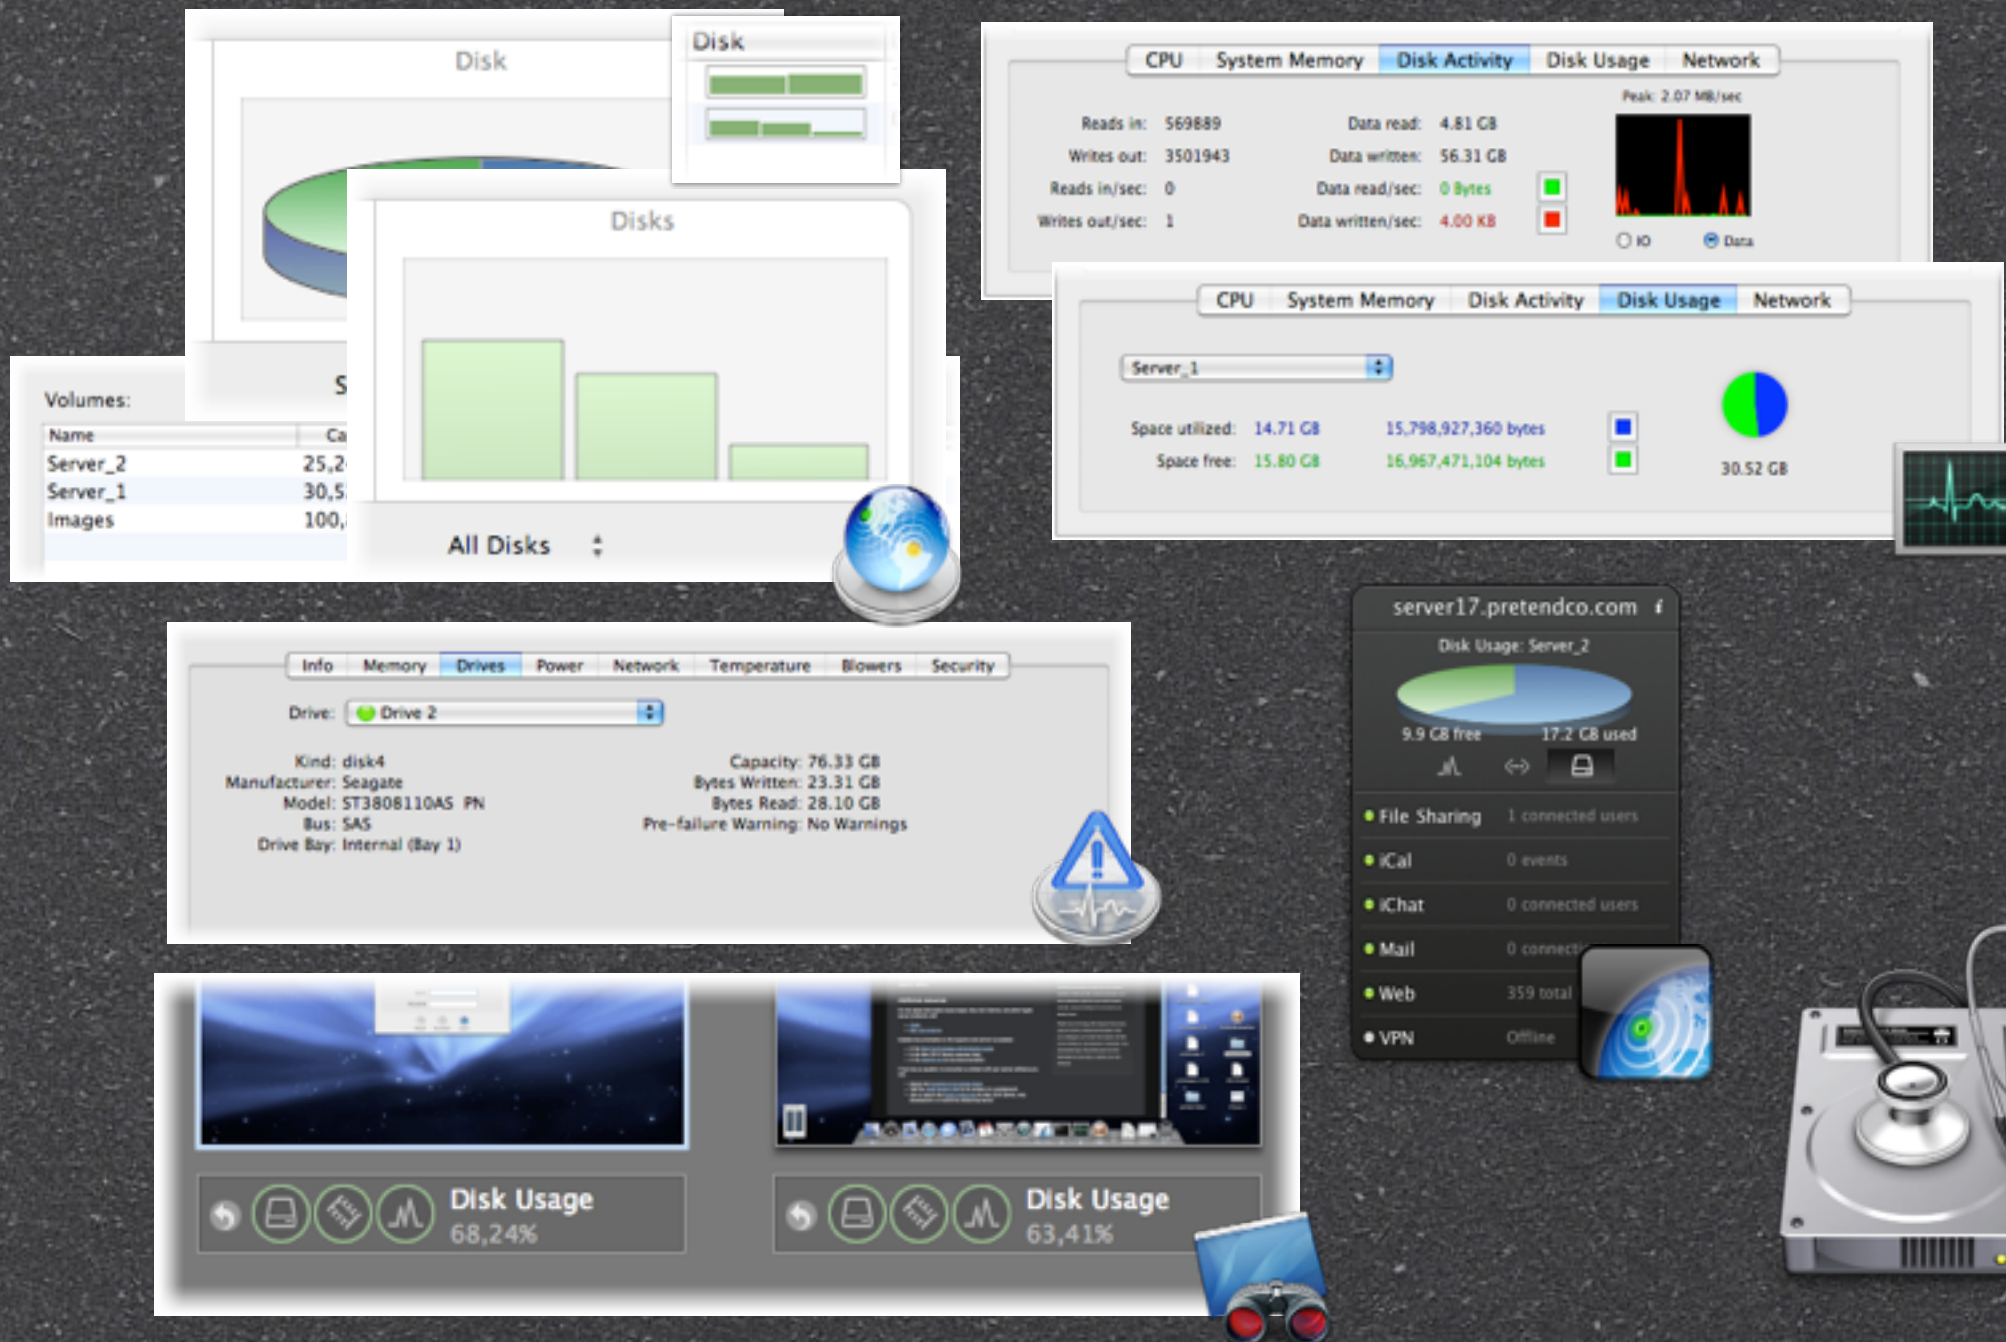 Disk
Disk
Disks
S
Volumes:
Name Ca
Server_2 25,2
Server_1 30,5
Images 100,
All Disks
CPU System Memory Disk Activity Disk Usage Network
Peak: 2.07 MB/sec
Reads in: 569889 Data read: 4.81 GB
Writes out: 3501943 Data written: 56.31 GB
Reads in/sec: 0 Data read/sec: 0 Bytes
Writes out/sec: 1 Data written/sec: 4.00 KB
IO Data
CPU System Memory Disk Activity Disk Usage Network
Server_1
Space utilized: 14.71 GB 15,798,927,360 bytes
Space free: 15.80 GB 16,967,471,104 bytes
30.52 GB
Info Memory Drives Power Network Temperature Blowers Security
Drive: Drive 2
Kind: disk4 Capacity: 76.33 GB
Manufacturer: Seagate Bytes Written: 23.31 GB
Model: ST3808110AS PN Bytes Read: 28.10 GB
Bus: SAS Pre-failure Warning: No Warnings
Drive Bay: Internal (Bay 1)
server17.pretendco.com i
Disk Usage: Server_2
9.9 GB free 17.2 GB used
File Sharing 1 connected users
iCal 0 events
iChat 0 connected users
Mail 0 connecti
Web 359 total
VPN Offline
Disk Usage
68,24%
Disk Usage
63,41%